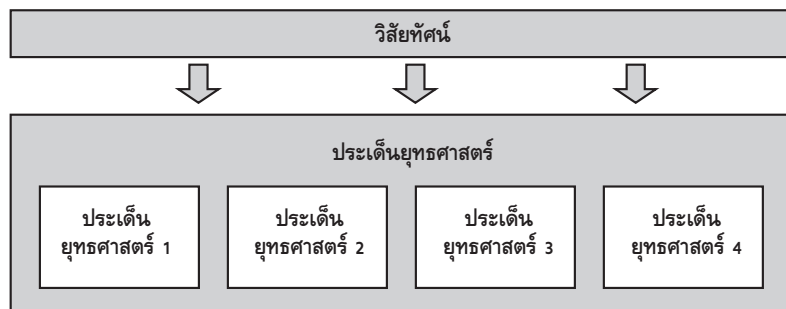 วิสัยทัศน์
ประเด็นยุทธศาสตร์
ประเด็น
ยุทธศาสตร์ 1
ประเด็น
ยุทธศาสตร์ 2
ประเด็น
ยุทธศาสตร์ 3
ประเด็น
ยุทธศาสตร์ 4